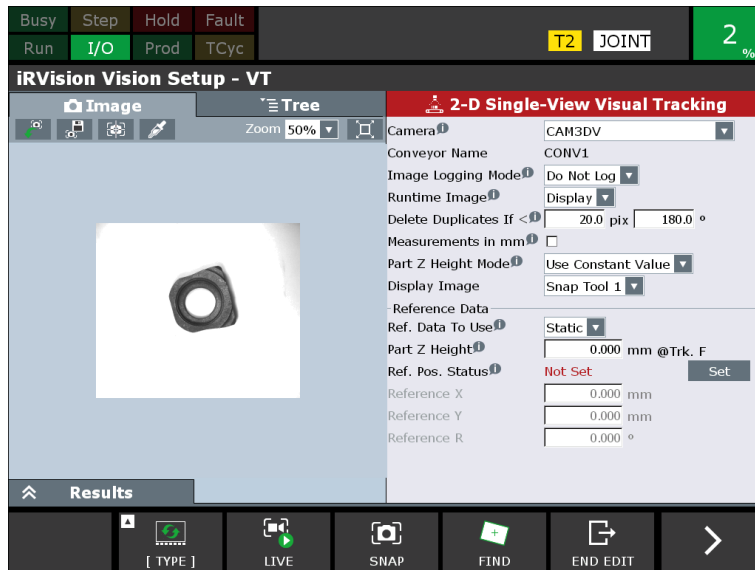 Busy Step Hold Fault
Run I/O Prod TCyc
T2 JOINT
2 %
iRVision Vision Setup - VT
Image Tree
Zoom 50%
2-D Single-View Visual Tracking
Camera CAM3DV
Conveyor Name CONV1
Image Logging Mode Do Not Log
Runtime Image Display
Delete Duplicates If < 20.0 pix 180.0 °
Measurements in mm
Part Z Height Mode Use Constant Value
Display Image Snap Tool 1
Reference Data
Ref. Data To Use Static
Part Z Height 0.000 mm @Trk. F
Ref. Pos. Status Not Set Set
Reference X 0.000 mm
Reference Y 0.000 mm
Reference R 0.000 °
Results
[ TYPE ] LIVE SNAP FIND END EDIT